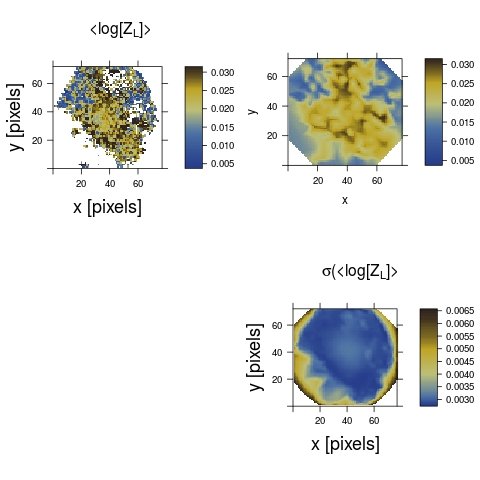 <log[Z_L]>
60
40
20
20 40 60
y [pixels]
x [pixels]
0.030
0.025
0.020
0.015
0.010
0.005
60
40
20
20 40 60
y
x
0.030
0.025
0.020
0.015
0.010
0.005
σ(<log[Z_L]>
60
40
20
20 40 60
y [pixels]
x [pixels]
0.0065
0.0060
0.0055
0.0050
0.0045
0.0040
0.0035
0.0030